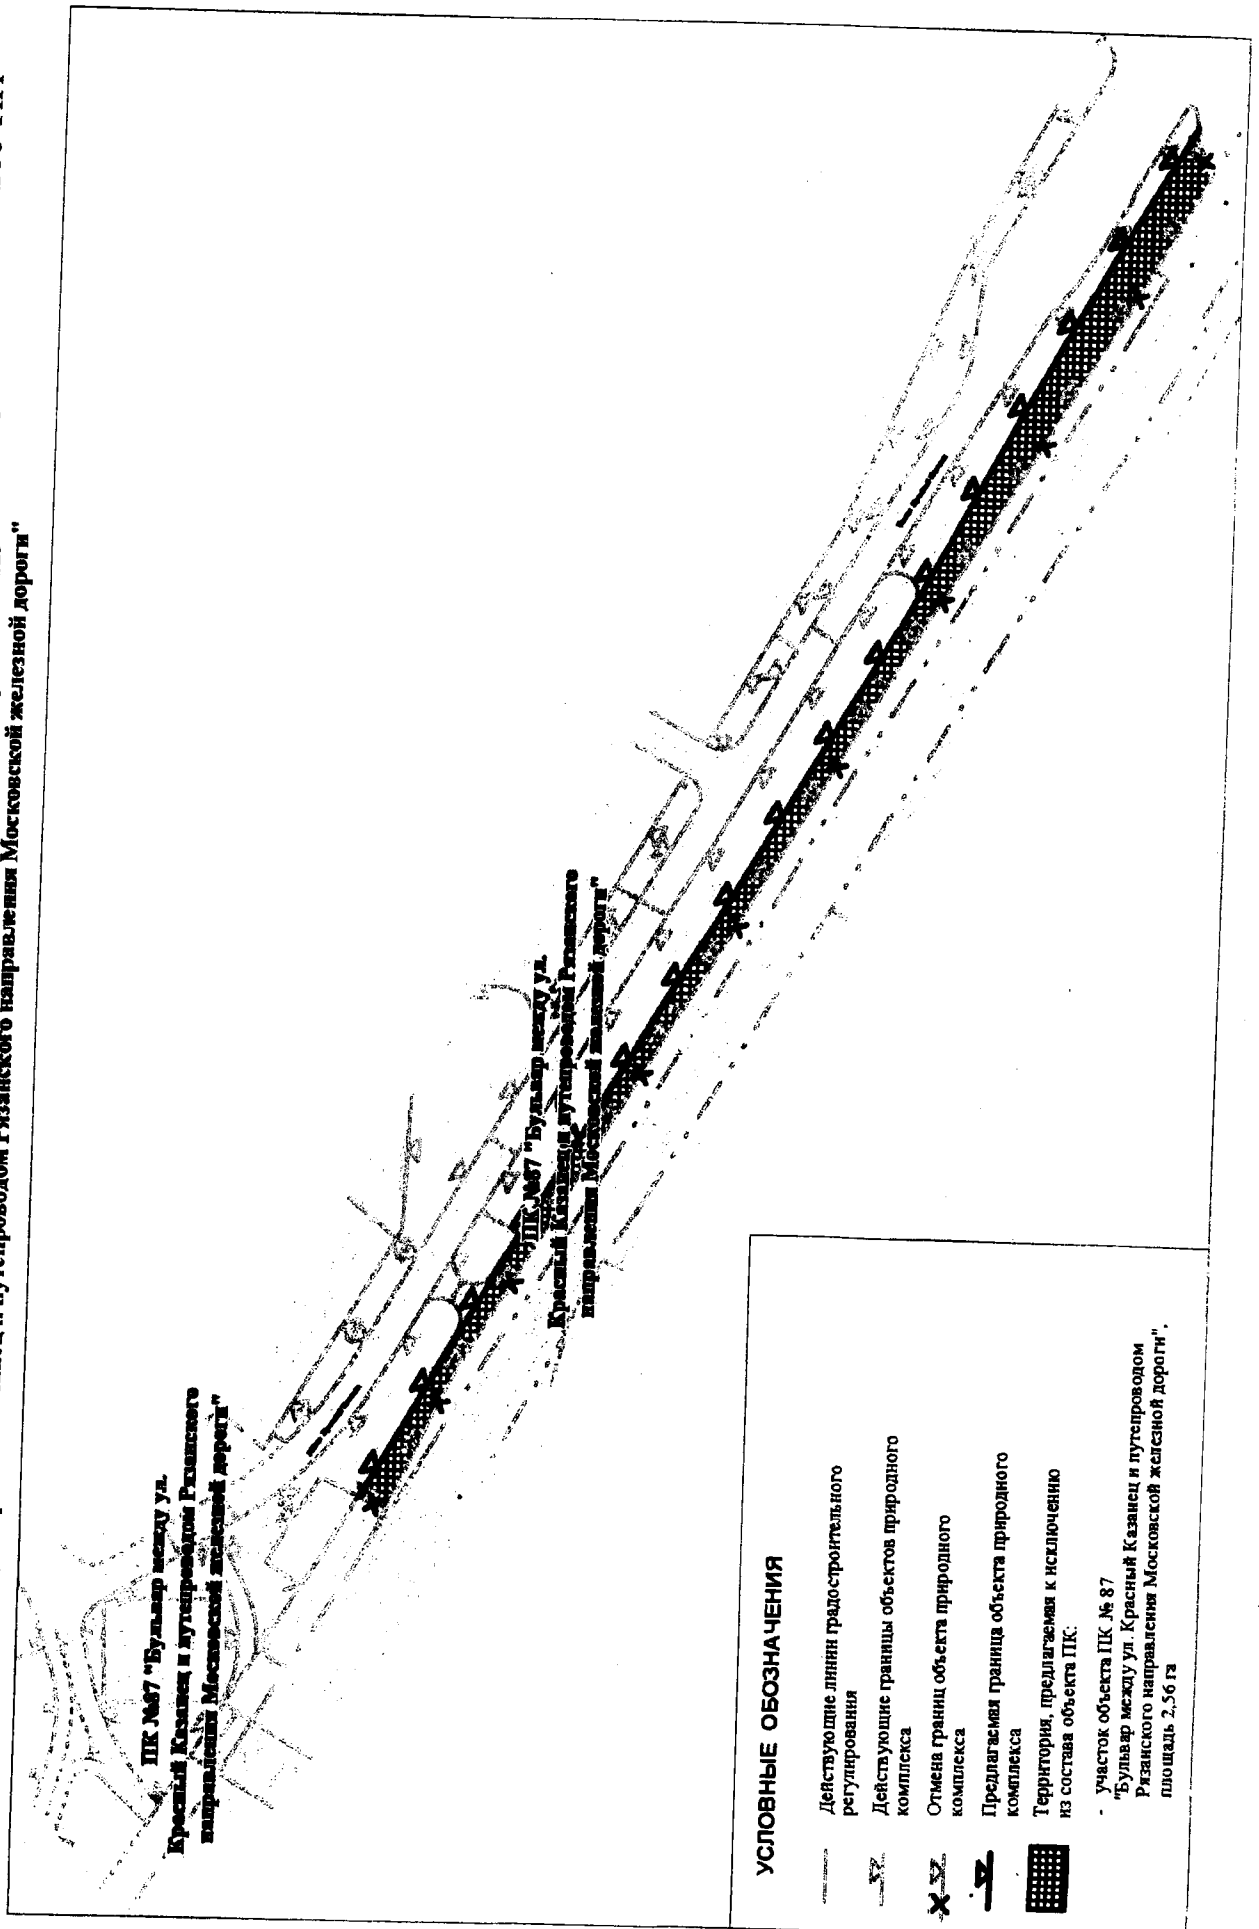 Рязанского направления Московской железной дороги"
ПК №87 "Бульвар между ул.
Красный Казанец и путепроводом Рязанского
направления Московской железной дороги"
ПК №87 "Бульвар между ул.
Красный Казанец и путепроводом Рязанского
направления Московской железной дороги"
УСЛОВНЫЕ ОБОЗНАЧЕНИЯ
Действующие линии градостроительного
регулирования
Действующие границы объектов природного
комплекса
Отмена границ объекта природного
комплекса
Предлагаемая граница объекта природного
комплекса
Территория, предлагаемая к исключению
из состава объекта ПК:
- участок объекта ПК № 87
"Бульвар между ул. Красный Казанец и путепроводом
Рязанского направления Московской железной дороги".
площадь 2,56 га